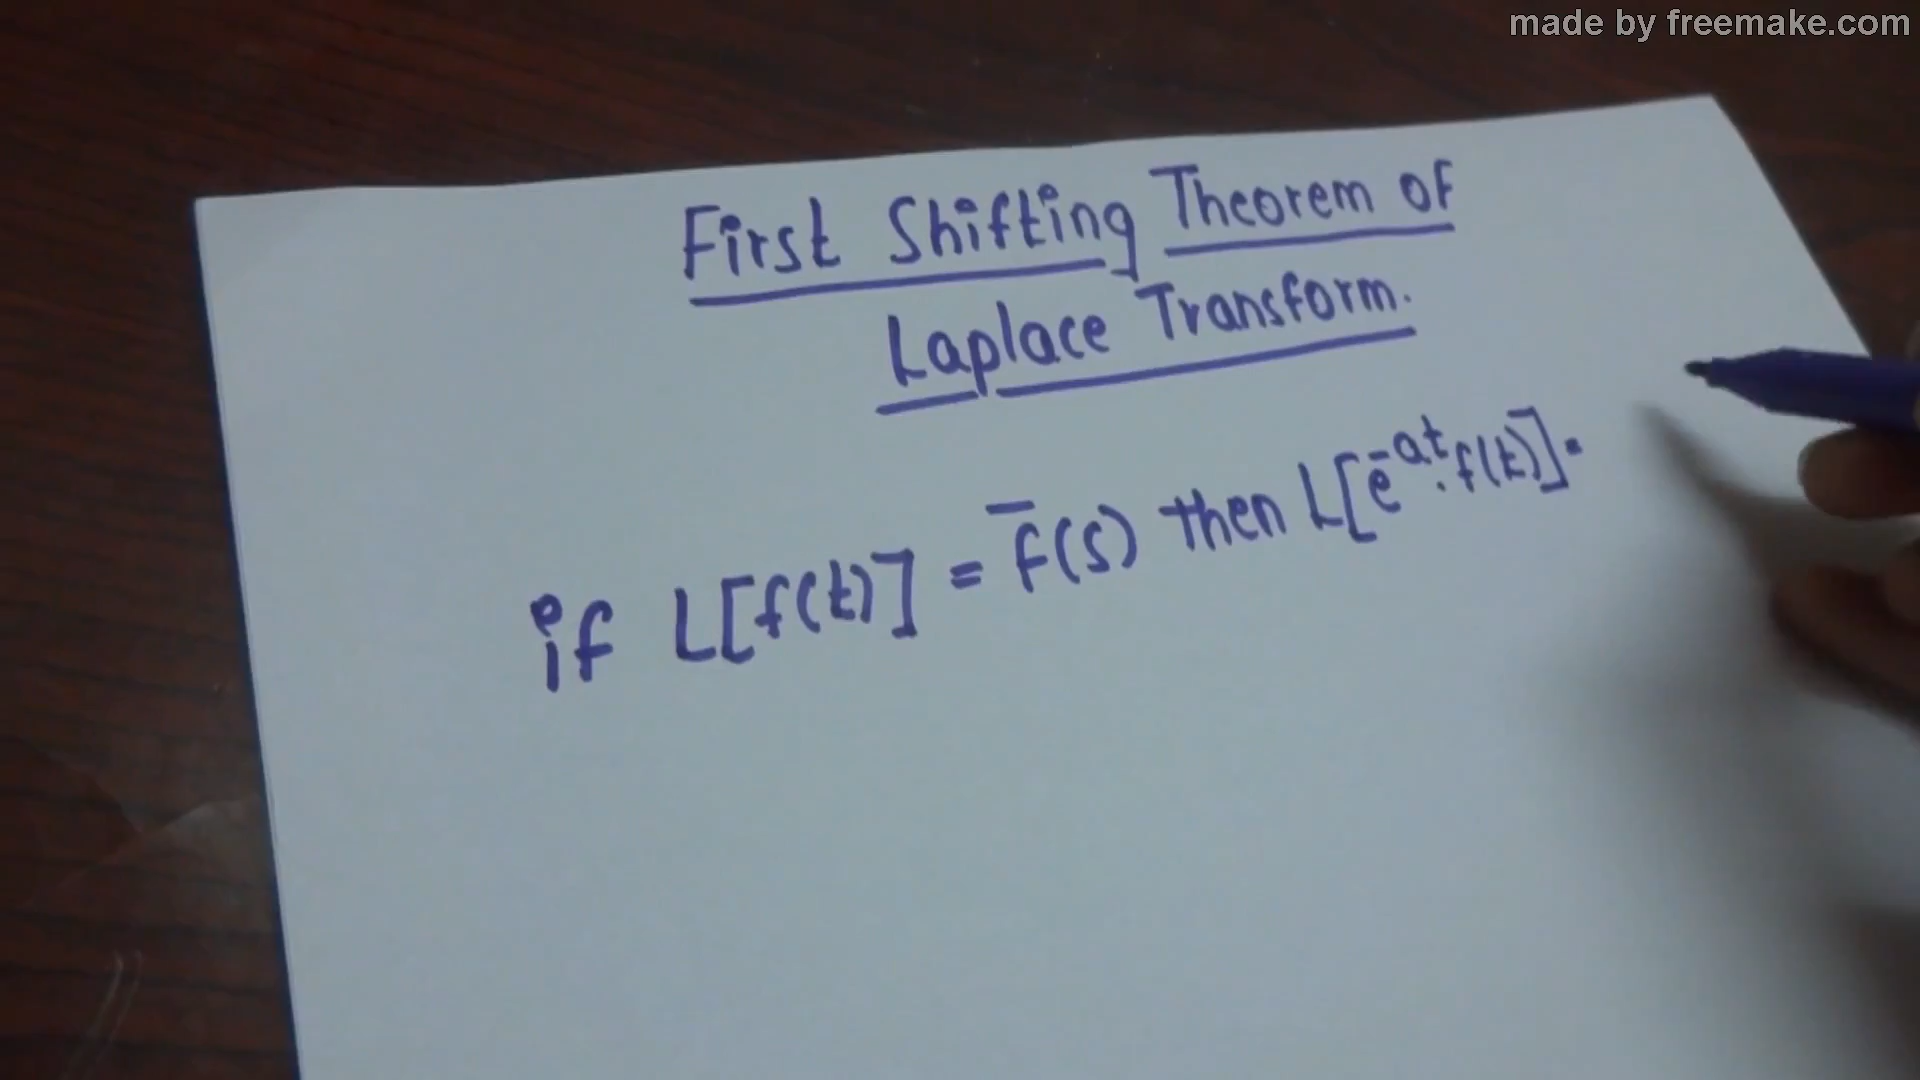 made by freemake.com
First Shifting Theorem of
Laplace Transform.
if L[f(t)] = f̅(s) then L[e^-at . f(t)] =